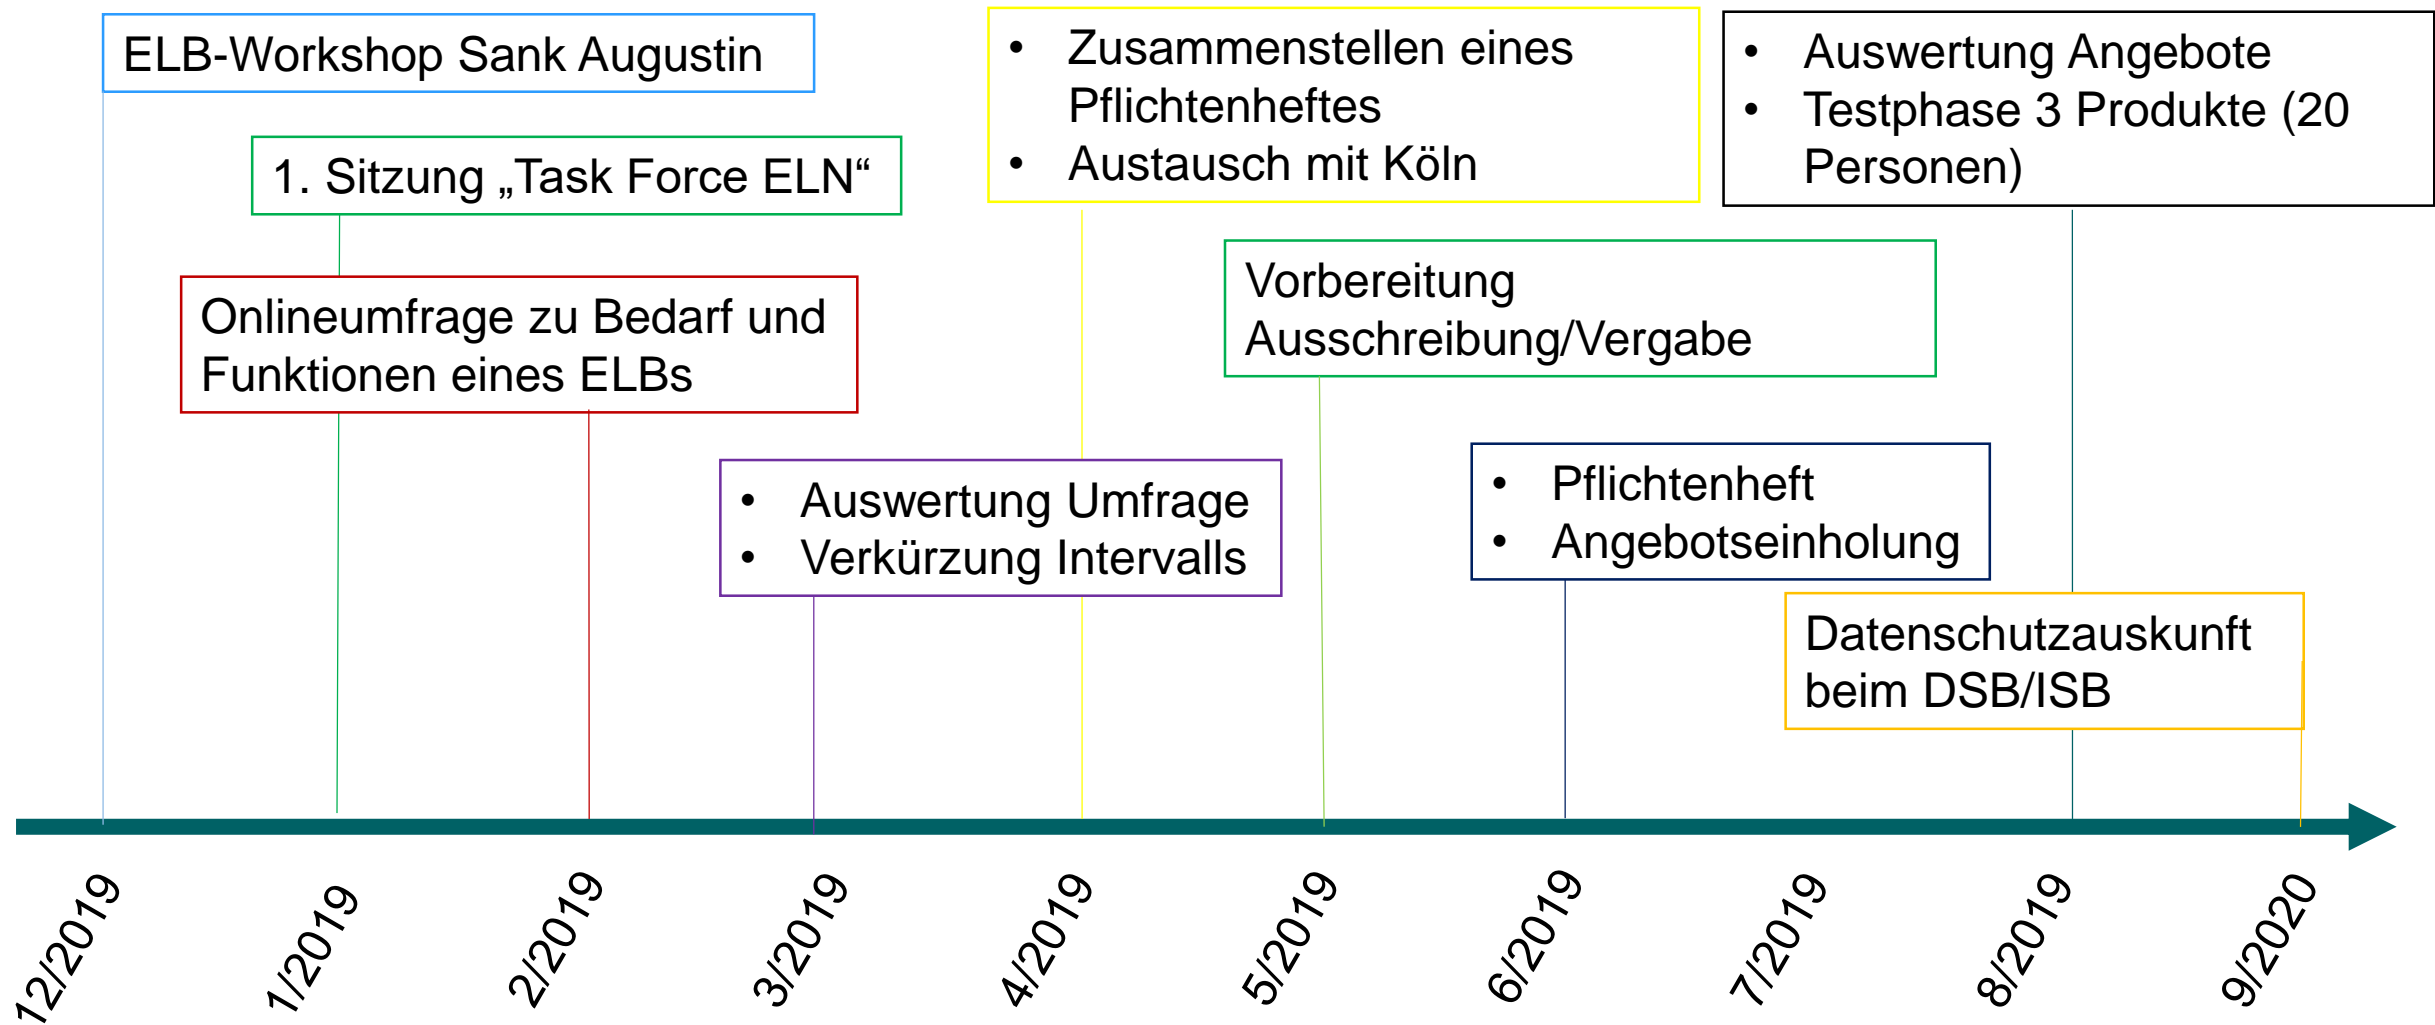 ELB-Workshop Sank Augustin
1. Sitzung „Task Force ELN“
Onlineumfrage zu Bedarf und
Funktionen eines ELBs
• Auswertung Umfrage
• Verkürzung Intervalls
• Zusammenstellen eines
Pflichtenheftes
• Austausch mit Köln
Vorbereitung
Ausschreibung/Vergabe
• Pflichtenheft
• Angebotseinholung
• Auswertung Angebote
• Testphase 3 Produkte (20
Personen)
Datenschutzauskunft
beim DSB/ISB
12/2019
1/2019
2/2019
3/2019
4/2019
5/2019
6/2019
7/2019
8/2019
9/2020